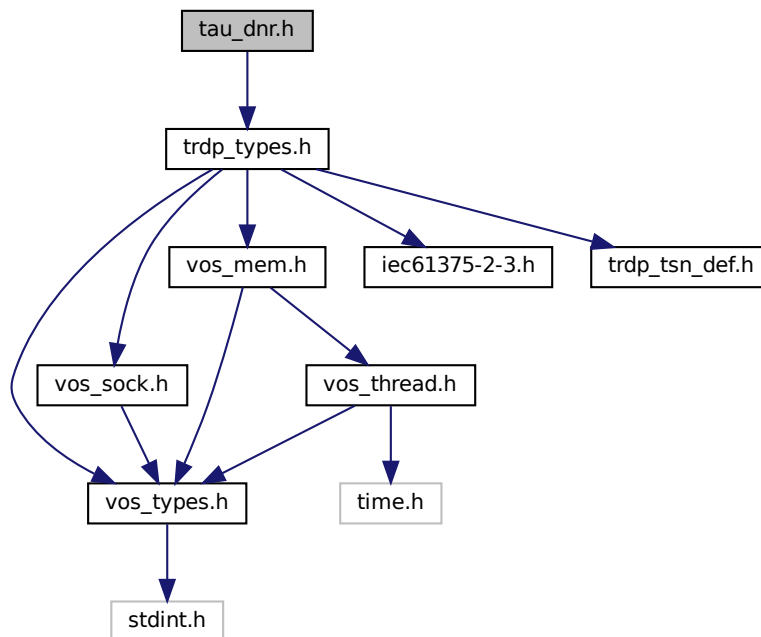 tau_dnr.h
trdp_types.h
vos_mem.h
iec61375-2-3.h
trdp_tsn_def.h
vos_sock.h
vos_thread.h
vos_types.h
time.h
stdint.h